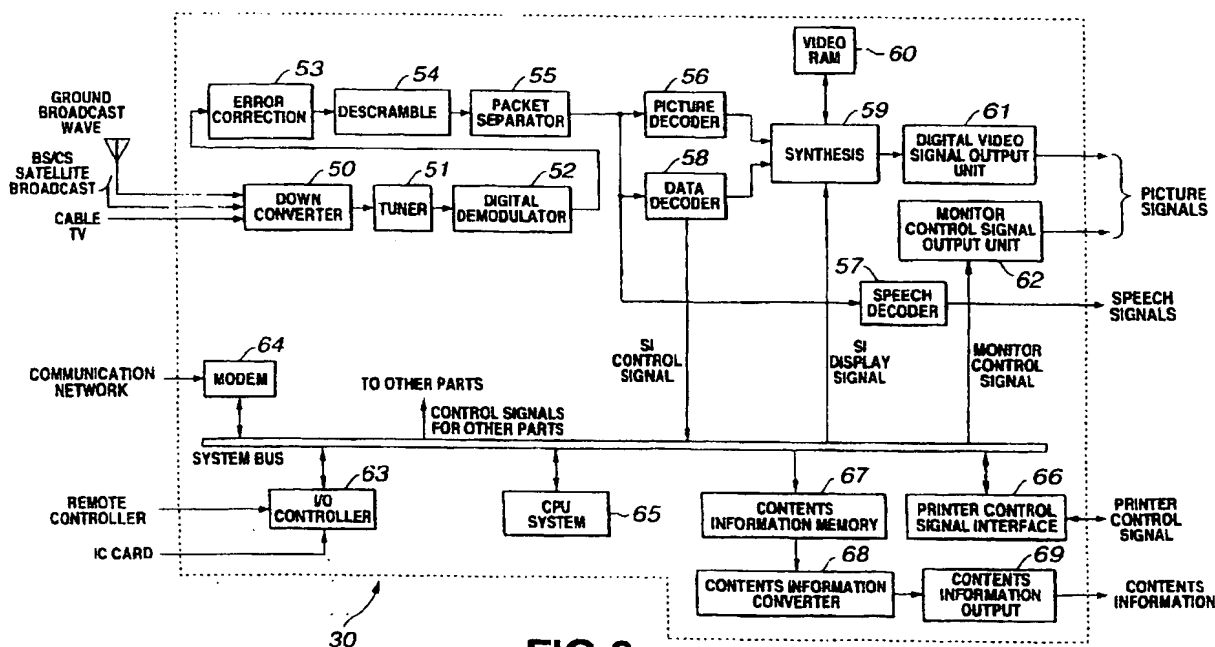 VIDEO
RAM
60
53
54
55
56
59
61
ERROR
CORRECTION
DESCRAMBLE
PACKET
SEPARATOR
PICTURE
DECODER
SYNTHESIS
DIGITAL VIDEO
SIGNAL OUTPUT
UNIT
GROUND
BROADCAST
WAVE
BS/CS
SATELLITE
BROADCAST
CABLE
TV
50
51
52
58
DOWN
CONVERTER
TUNER
DIGITAL
DEMODULATOR
DATA
DECODER
MONITOR
CONTROL SIGNAL
OUTPUT UNIT
62
PICTURE
SIGNALS
57
SPEECH
DECODER
SPEECH
SIGNALS
SI
CONTROL
SIGNAL
SI
DISPLAY
SIGNAL
MONITOR
CONTROL
SIGNAL
64
COMMUNICATION
NETWORK
MODEM
TO OTHER PARTS
CONTROL SIGNALS
FOR OTHER PARTS
SYSTEM BUS
63
REMOTE
CONTROLLER
I/O
CONTROLLER
IC CARD
CPU
SYSTEM
65
67
CONTENTS
INFORMATION MEMORY
66
PRINTER CONTROL
SIGNAL INTERFACE
PRINTER
CONTROL
SIGNAL
68
CONTENTS INFORMATION
CONVERTER
69
CONTENTS
INFORMATION
OUTPUT
CONTENTS
INFORMATION
30